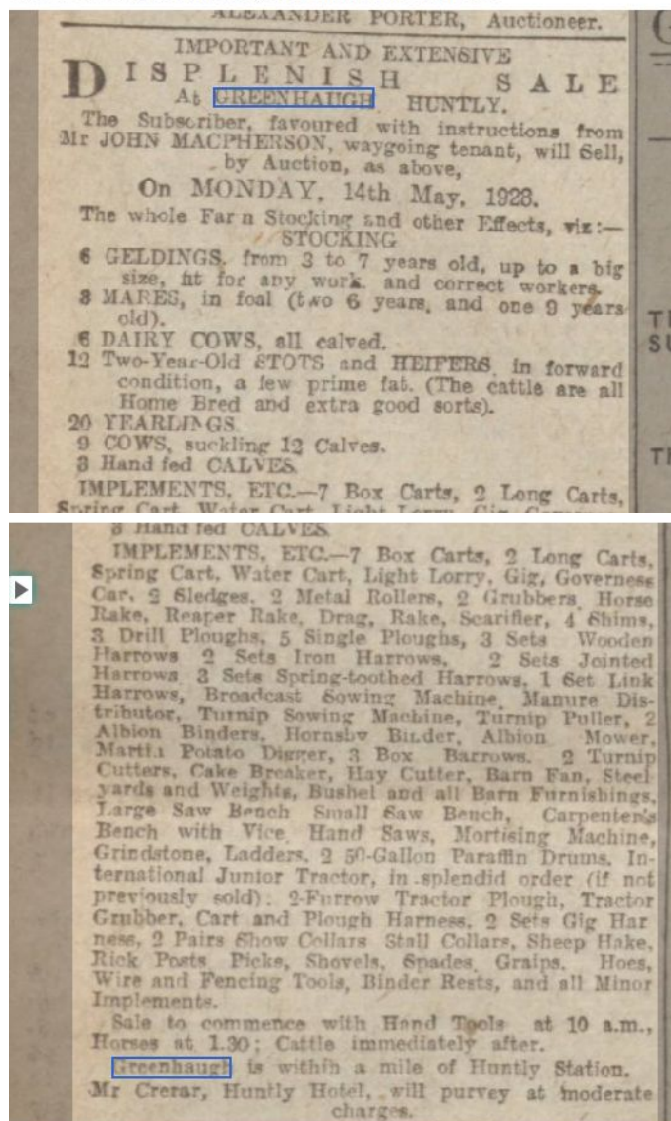 ALEXANDER PORTER, Auctioneer.
IMPORTANT AND EXTENSIVE
DISPLENISH SALE
At GREENHAUGH HUNTLY.
The Subscriber, favoured with instructions from
Mr JOHN MACPHERSON, waygoing tenant, will Sell,
by Auction, as above,
On MONDAY, 14th May, 1928.
The whole Farm Stocking and other Effects, viz:—
STOCKING
6 GELDINGS, from 3 to 7 years old, up to a big
size, fit for any work and correct workers.
3 MARES, in foal (two 6 years, and one 9 years
old).
6 DAIRY COWS, all calved.
12 Two-Year-Old STOTS and HEIFERS, in forward
condition, a few prime fat. (The cattle are all
Home Bred and extra good sorts).
20 YEARLINGS
9 COWS, suckling 12 Calves.
3 Hand fed CALVES
IMPLEMENTS, ETC.—7 Box Carts, 2 Long Carts,
Spring Cart, Water Cart, Light Lorry, Gig, Governess
3 Hand fed CALVES
IMPLEMENTS, ETC.—7 Box Carts, 2 Long Carts,
Spring Cart, Water Cart, Light Lorry, Gig, Governess
Car, 2 Sledges, 2 Metal Rollers, 2 Grubbers, Horse
Rake, Reaper Rake, Drag, Rake, Scarifier, 4 Shims,
3 Drill Ploughs, 5 Single Ploughs, 3 Sets Wooden
Harrows 2 Sets Iron Harrows, 2 Sets Jointed
Harrows 3 Sets Spring-toothed Harrows, 1 Set Link
Harrows, Broadcast Sowing Machine, Manure Dis-
tributor, Turnip Sowing Machine, Turnip Puller, 2
Albion Binders, Hornsby Binder, Albion Mower,
Martin Potato Digger, 3 Box Barrows, 2 Turnip
Cutters, Cake Breaker, Hay Cutter, Barn Fan, Steel-
yards and Weights, Bushel and all Barn Furnishings,
Large Saw Bench Small Saw Bench, Carpenter's
Bench with Vice, Hand Saws, Mortising Machine,
Grindstone, Ladders, 2 50-Gallon Paraffin Drums, In-
ternational Junior Tractor, in splendid order (if not
previously sold); 2-Furrow Tractor Plough, Tractor
Grubber, Cart and Plough Harness, 2 Sets Gig Har
ness, 2 Pairs Show Collars Stall Collars, Sheep Hake,
Rick Posts Picks, Shovels, Spades, Graips, Hoes,
Wire and Fencing Tools, Binder Rests, and all Minor
Implements.
Sale to commence with Hand Tools at 10 a.m.,
Horses at 1.30; Cattle immediately after.
Greenhaugh is within a mile of Huntly Station.
Mr Crerar, Huntly Hotel, will purvey at moderate
charges.